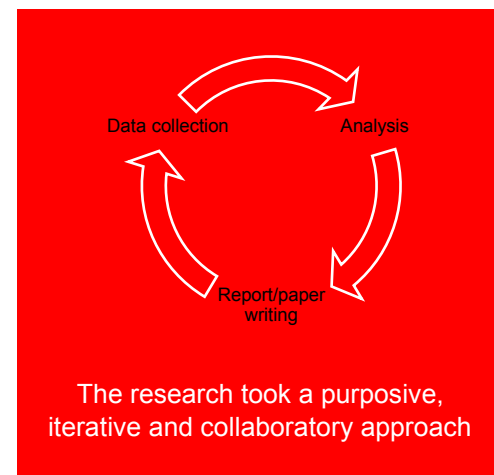 Data collection
Analysis
Report/paper
writing
The research took a purposive,
iterative and collaboratory approach